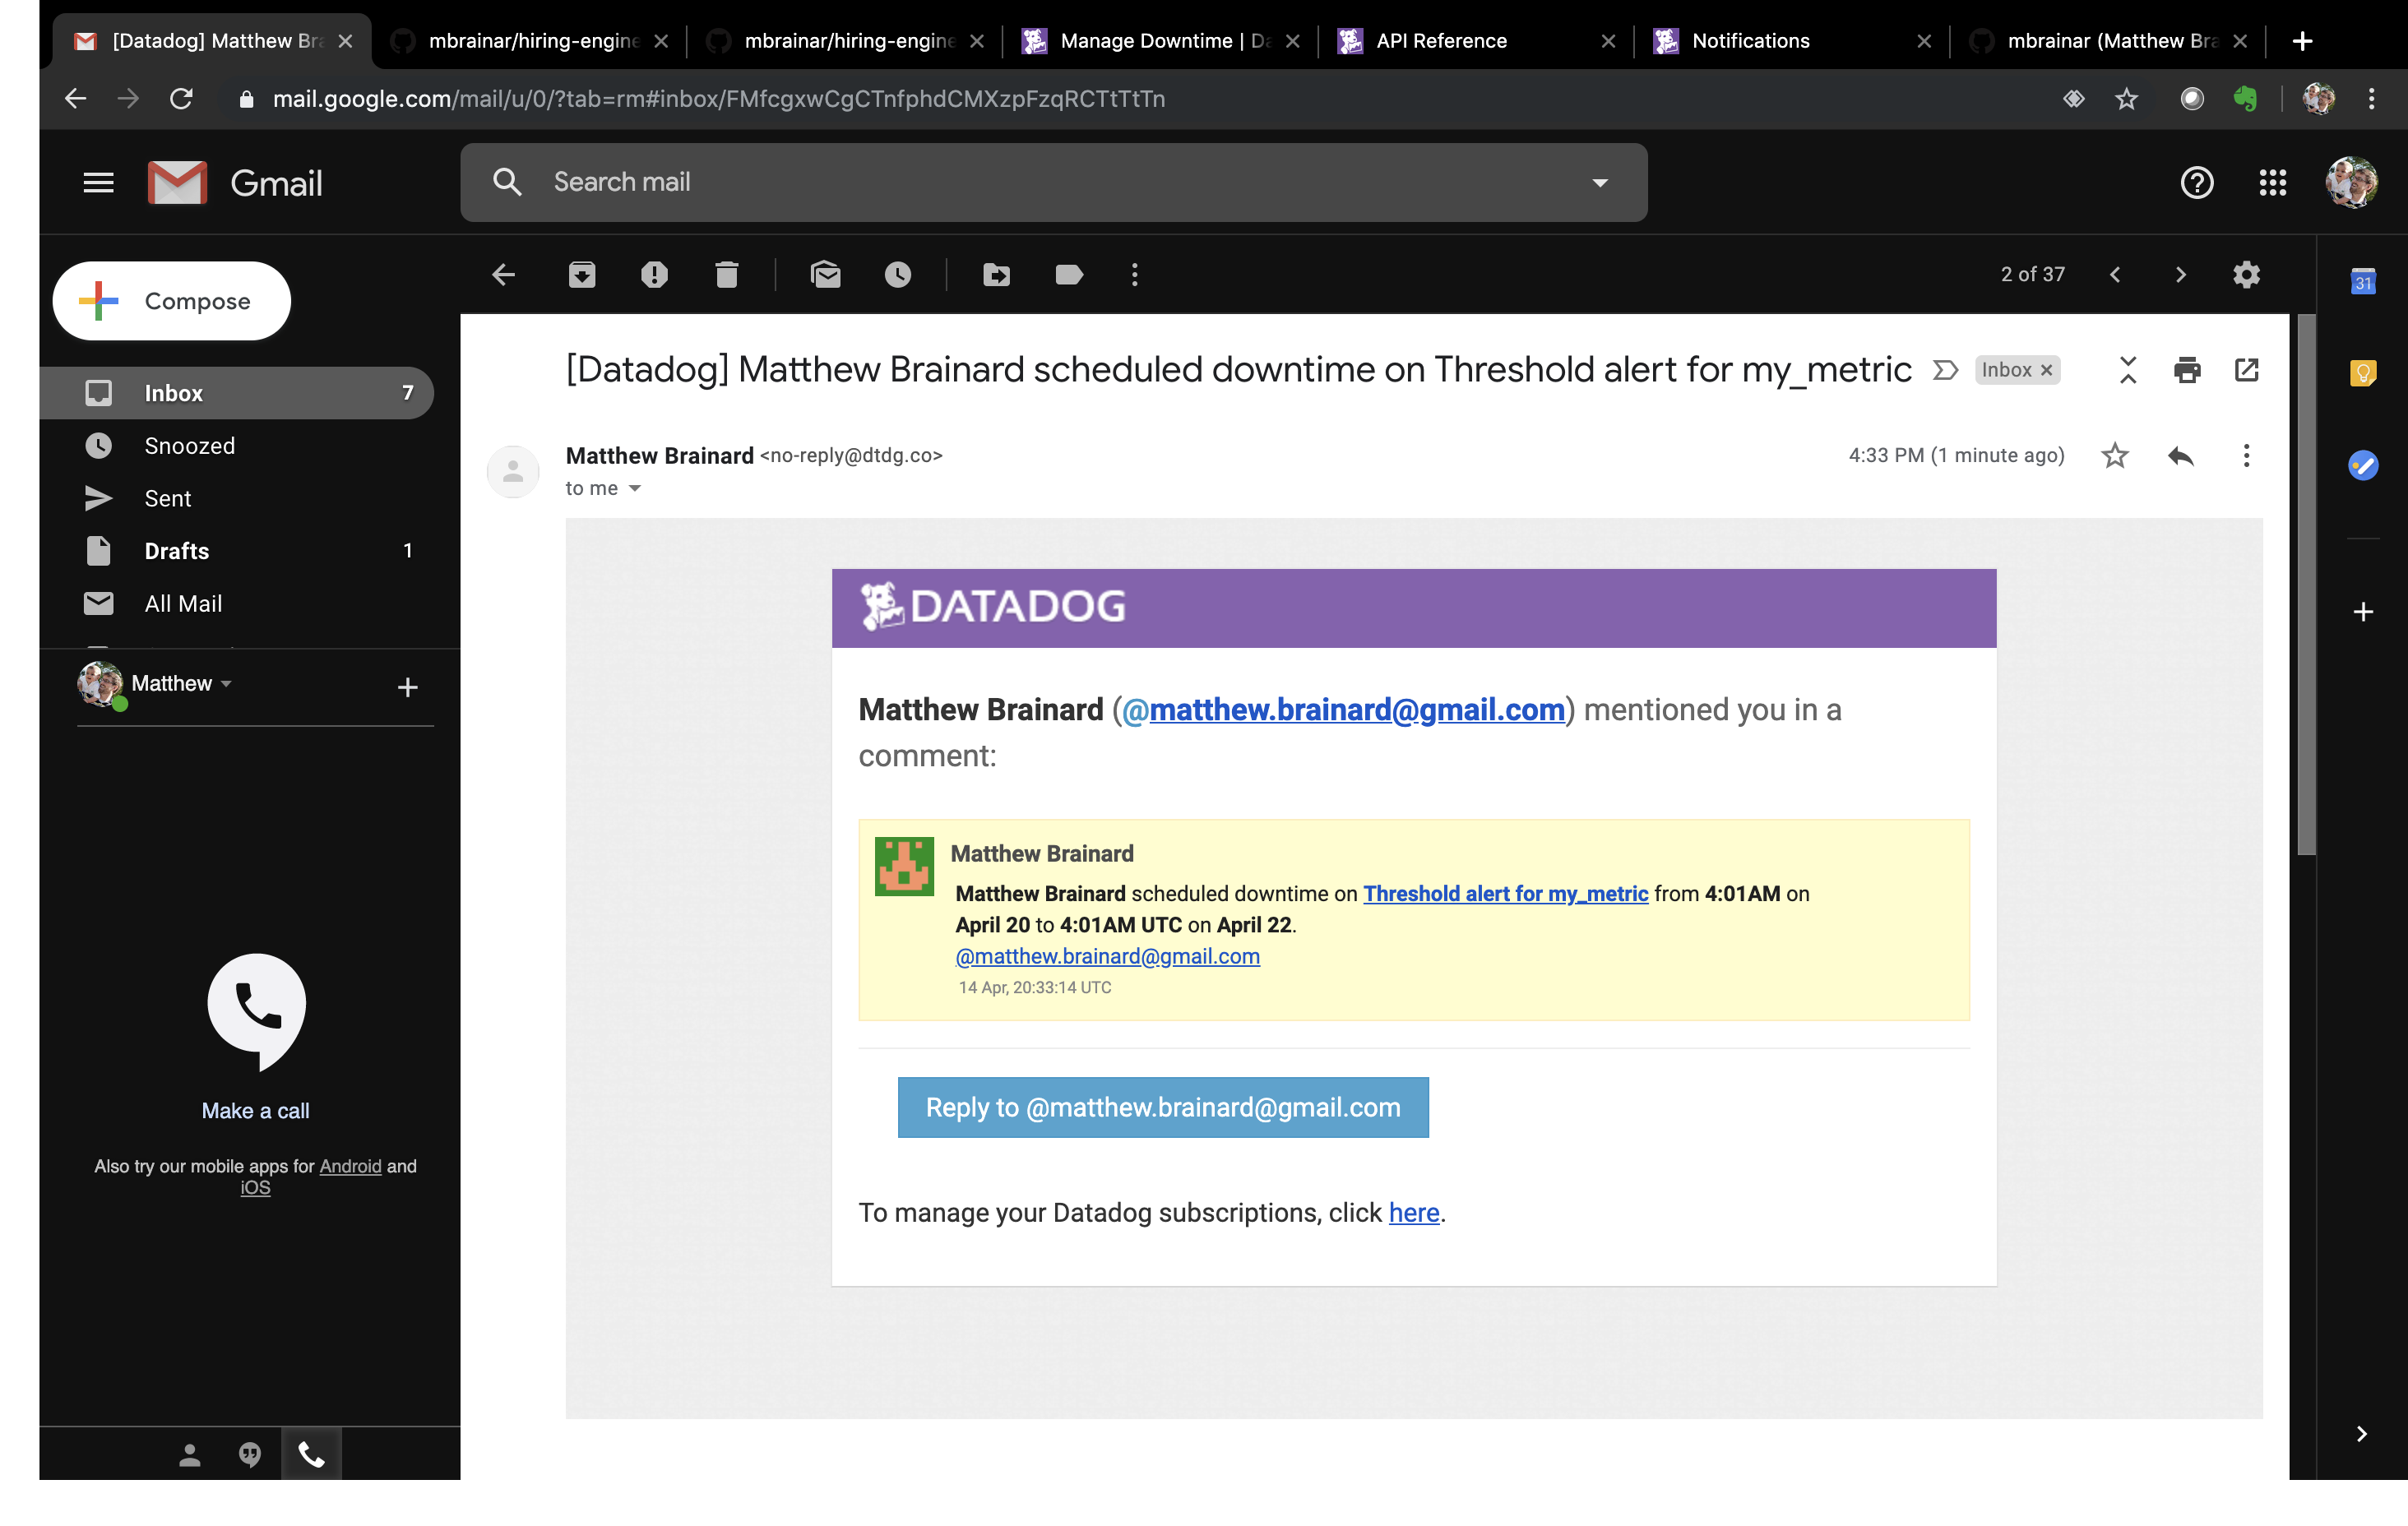 [Datadog] Matthew Bra
mbrainar/hiring-engine
mbrainar/hiring-engine
Manage Downtime | Da
API Reference
Notifications
mbrainar (Matthew Bra
mail.google.com/mail/u/0/?tab=rm#inbox/FMfcgxwCgCTnfphdCMXzpFzqRCTtTtTn
Gmail
Search mail
Compose
2 of 37
31
Inbox 7
Snoozed
Sent
Drafts 1
All Mail
Matthew
Make a call
Also try our mobile apps for Android and
iOS
[Datadog] Matthew Brainard scheduled downtime on Threshold alert for my_metric
Inbox
Matthew Brainard <no-reply@dtdg.co>
4:33 PM (1 minute ago)
to me
DATADOG
Matthew Brainard (@matthew.brainard@gmail.com) mentioned you in a
comment:
Matthew Brainard
Matthew Brainard scheduled downtime on Threshold alert for my_metric from 4:01AM on
April 20 to 4:01AM UTC on April 22.
@matthew.brainard@gmail.com
14 Apr, 20:33:14 UTC
Reply to @matthew.brainard@gmail.com
To manage your Datadog subscriptions, click here.